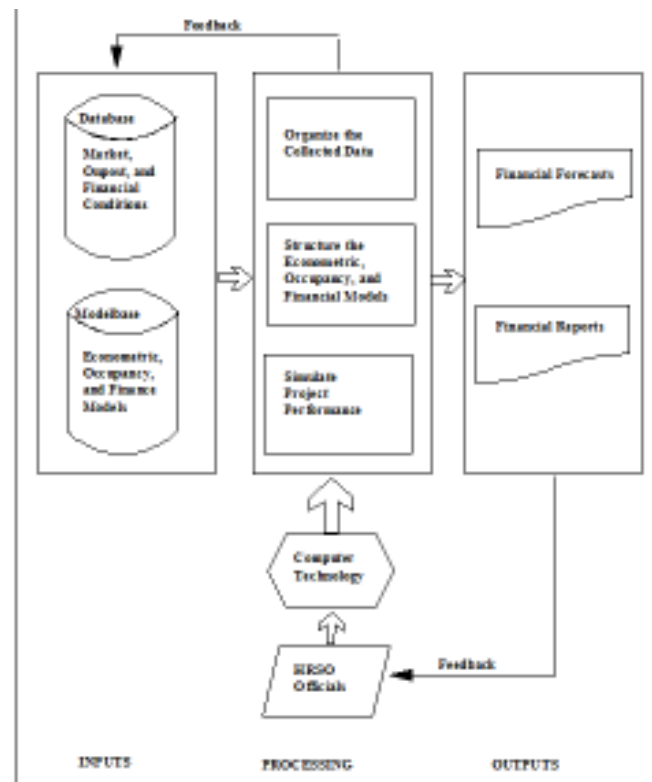 Feedback
Database
Market,
Ouput, and
Financial
Conditions
Modelbase
Econometric,
Occupancy,
and Finance
Models
Organize the
Collected Data
Structure the
Econometric,
Occupancy, and
Financial Models
Simulate
Project
Performance
Financial Forecasts
Financial Reports
Computer
Technology
HRSO
Officials
Feedback
INPUTS
PROCESSING
OUTPUTS